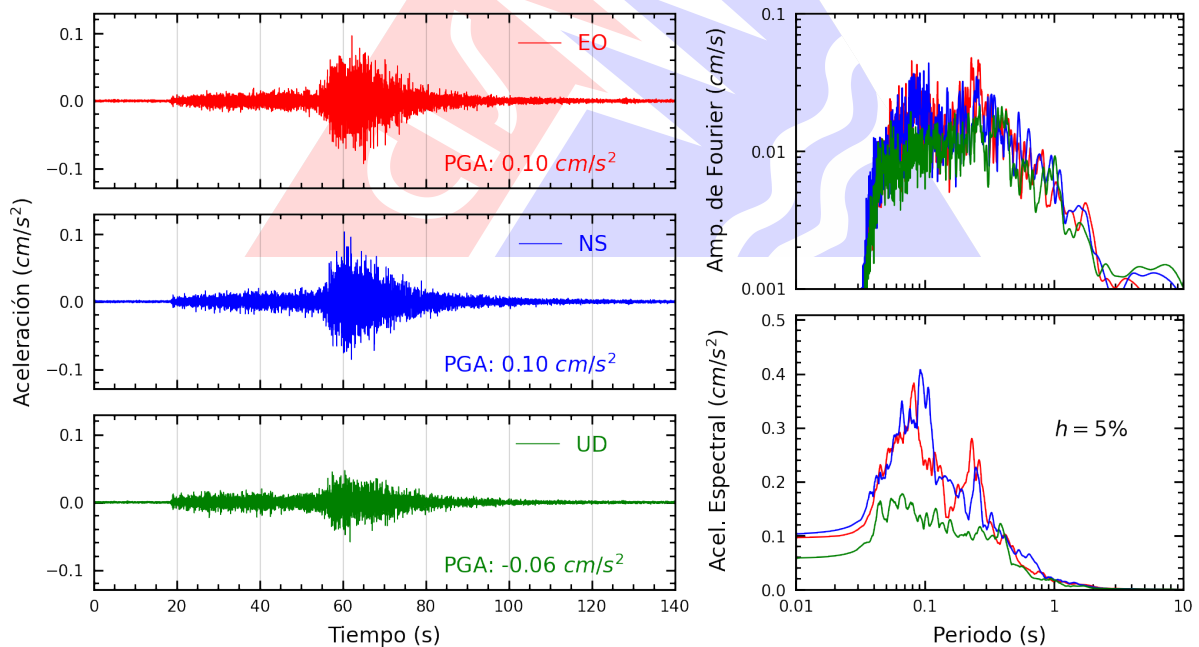 Aceleración (cm/s²)
0.1
0.0
−0.1
EO
PGA: 0.10 cm/s²
0.1
0.0
−0.1
NS
PGA: 0.10 cm/s²
0.1
0.0
−0.1
UD
PGA: -0.06 cm/s²
0 20 40 60 80 100 120 140
Tiempo (s)
Amp. de Fourier (cm/s)
0.1
0.01
0.001
Acel. Espectral (cm/s²)
0.5
0.4
0.3
0.2
0.1
0.0
h = 5%
0.01 0.1 1 10
Periodo (s)